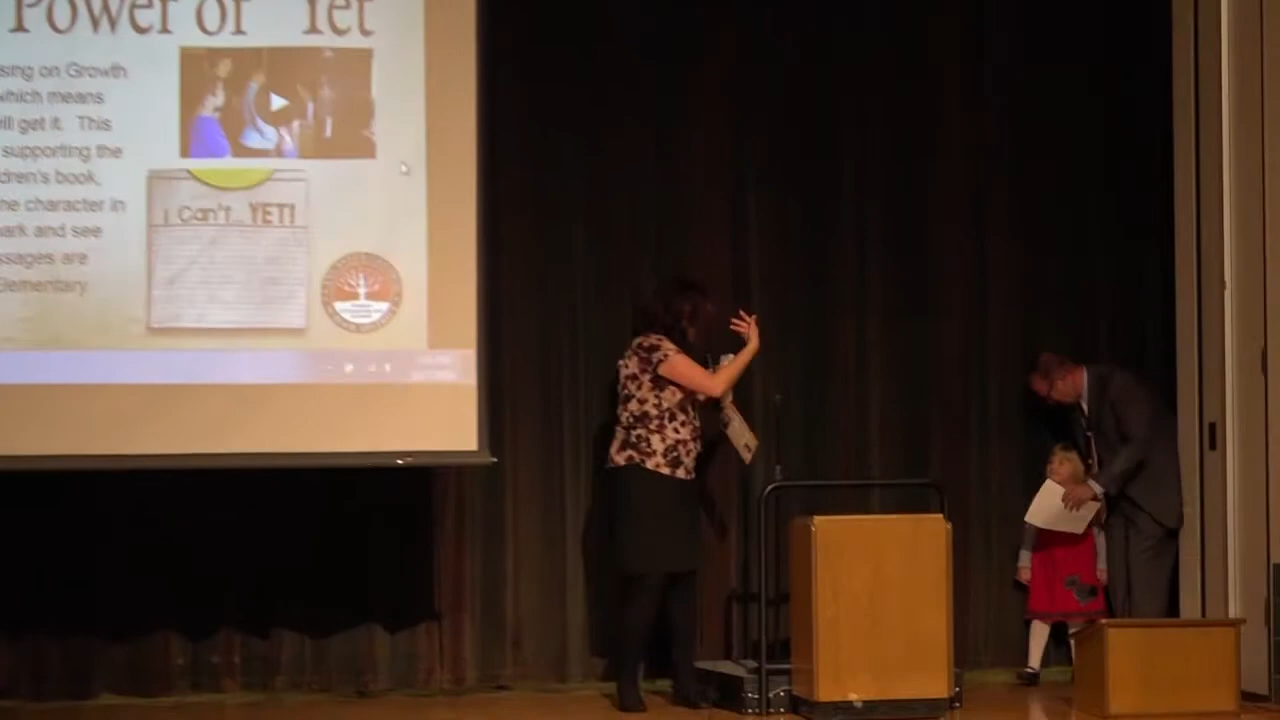 Power of "Yet
sing on Growth
which means
ill get it. This
supporting the
dren's book,
he character in
ark and see
ssages are
Elementary
I Can't... YET!